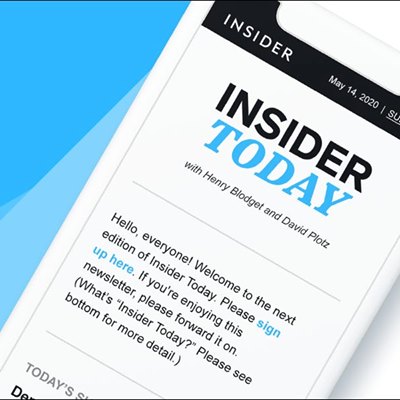 INSIDER
May 14, 2020 |
INSIDER
TODAY
with Henry Blodget and David Plotz
Hello, everyone! Welcome to the next
edition of Insider Today. Please sign
up here. If you're enjoying this
newsletter, please forward it on.
(What's “Insider Today?” Please see
bottom for more detail.)
TODAY'S